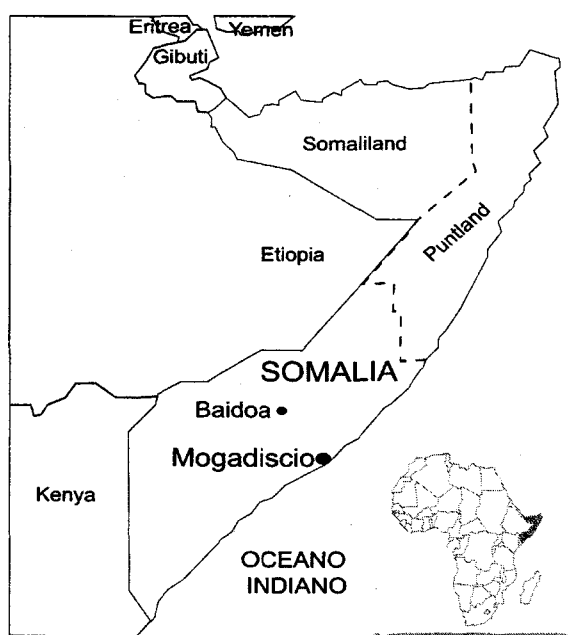 Eritrea
Yemen
Gibuti
Somaliland
Puntland
Etiopia
SOMALIA
Baidoa
Mogadiscio
Kenya
OCEANO
INDIANO